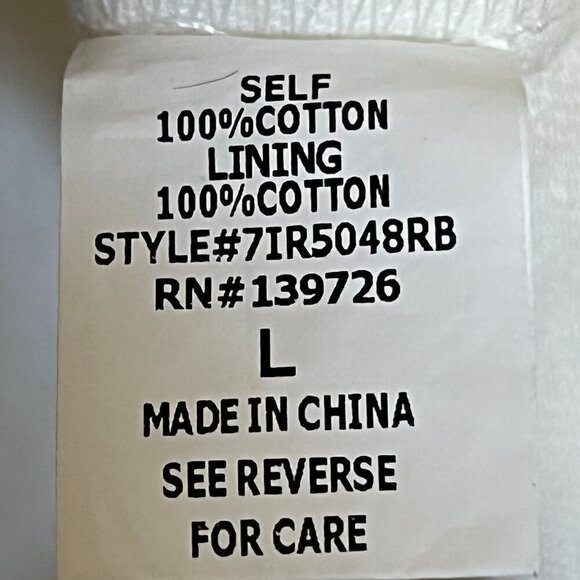 SELF
100%COTTON
LINING
100%COTTON
STYLE#7IR5048RB
RN#139726
L
MADE IN CHINA
SEE REVERSE
FOR CARE